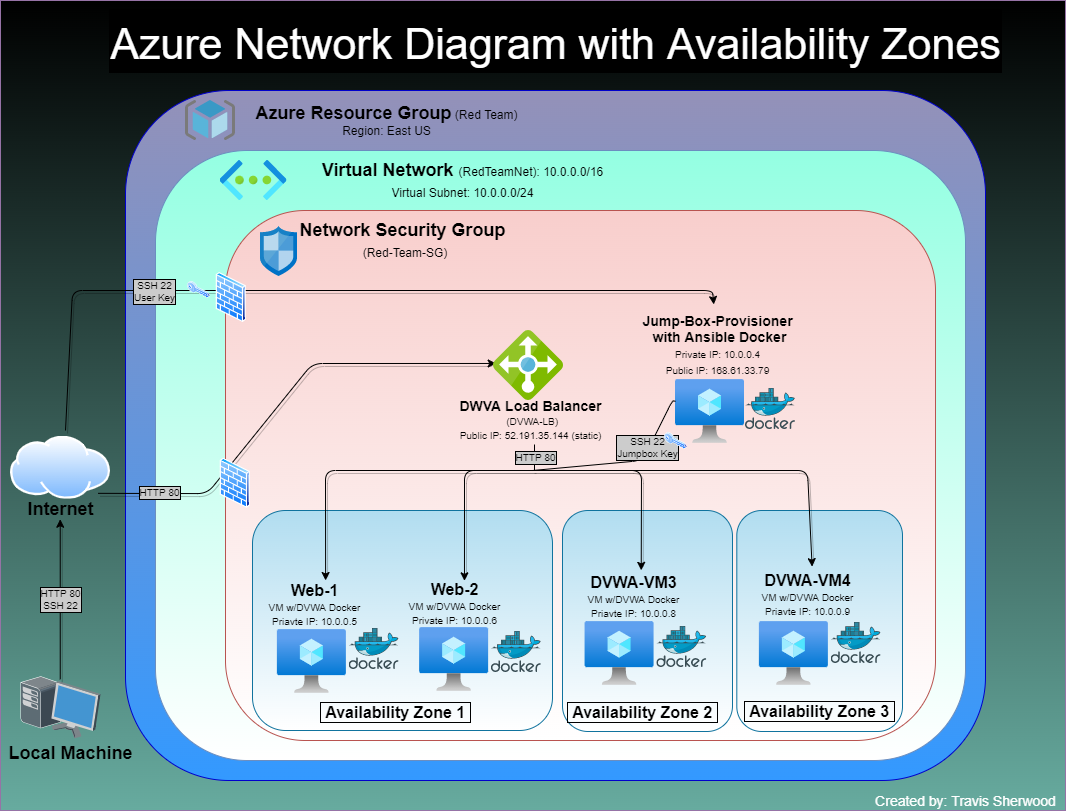 Azure Network Diagram with Availability Zones
Azure Resource Group (Red Team)
Region: East US
Virtual Network (RedTeamNet): 10.0.0.0/16
Virtual Subnet: 10.0.0.0/24
Network Security Group
(Red-Team-SG)
SSH 22
User Key
Jump-Box-Provisioner
with Ansible Docker
Private IP: 10.0.0.4
Public IP: 168.61.33.79
docker
DWVA Load Balancer
(DVWA-LB)
Public IP: 52.191.35.144 (static)
HTTP 80
SSH 22
Jumpbox Key
HTTP 80
Internet
HTTP 80
SSH 22
Local Machine
Web-1
VM w/DVWA Docker
Priavte IP: 10.0.0.5
docker
Web-2
VM w/DVWA Docker
Private IP: 10.0.0.6
docker
Availability Zone 1
DVWA-VM3
VM w/DVWA Docker
Priavte IP: 10.0.0.8
docker
Availability Zone 2
DVWA-VM4
VM w/DVWA Docker
Priavte IP: 10.0.0.9
docker
Availability Zone 3
Created by: Travis Sherwood